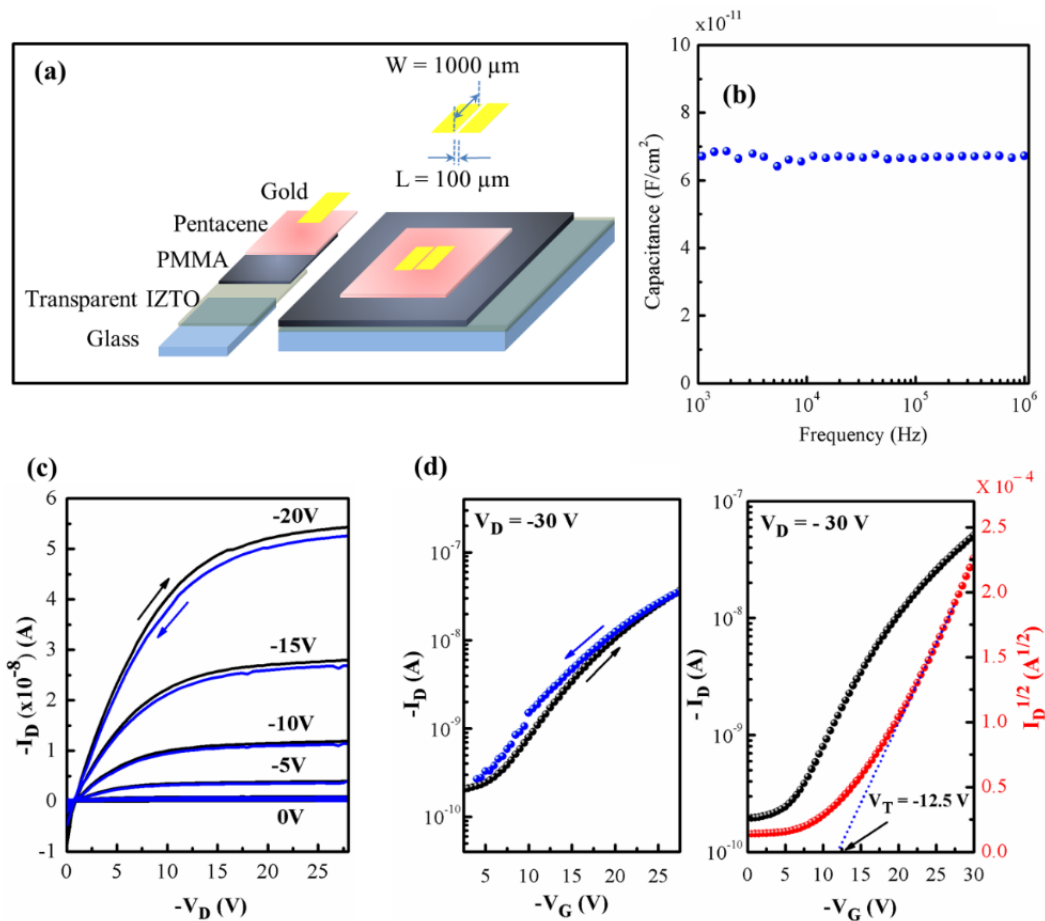 (a)
W = 1000 µm
L = 100 µm
Gold
Pentacene
PMMA
Transparent IZTO
Glass
x10⁻¹¹
(b)
10
8
6
4
2
0
Capacitance (F/cm²)
10³ 10⁴ 10⁵ 10⁶
Frequency (Hz)
(c)
6
5
4
3
2
1
0
-1
-I_D (x10⁻⁸) (A)
-20V
-15V
-10V
-5V
0V
0 5 10 15 20 25
-V_D (V)
(d)
V_D = -30 V
10⁻⁷
10⁻⁸
10⁻⁹
10⁻¹⁰
-I_D (A)
5 10 15 20 25
-V_G (V)
V_D = - 30 V
10⁻⁷
10⁻⁸
10⁻⁹
10⁻¹⁰
- I_D (A)
X 10⁻⁴
2.5
2.0
1.5
1.0
0.5
0.0
I_D^1/2 (A^1/2)
V_T = -12.5 V
0 5 10 15 20 25 30
-V_G (V)